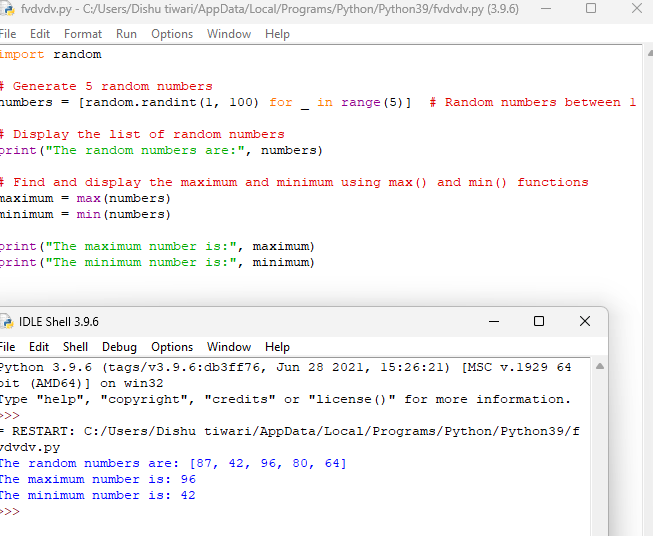 fvdvdv.py - C:/Users/Dishu tiwari/AppData/Local/Programs/Python/Python39/fvdvdv.py (3.9.6)
File Edit Format Run Options Window Help
import random
# Generate 5 random numbers
numbers = [random.randint(1, 100) for _ in range(5)]  # Random numbers between 1
# Display the list of random numbers
print("The random numbers are:", numbers)
# Find and display the maximum and minimum using max() and min() functions
maximum = max(numbers)
minimum = min(numbers)
print("The maximum number is:", maximum)
print("The minimum number is:", minimum)
IDLE Shell 3.9.6
File Edit Shell Debug Options Window Help
Python 3.9.6 (tags/v3.9.6:db3ff76, Jun 28 2021, 15:26:21) [MSC v.1929 64
bit (AMD64)] on win32
Type "help", "copyright", "credits" or "license()" for more information.
>>>
= RESTART: C:/Users/Dishu tiwari/AppData/Local/Programs/Python/Python39/f
vdvdv.py
The random numbers are: [87, 42, 96, 80, 64]
The maximum number is: 96
The minimum number is: 42
>>>